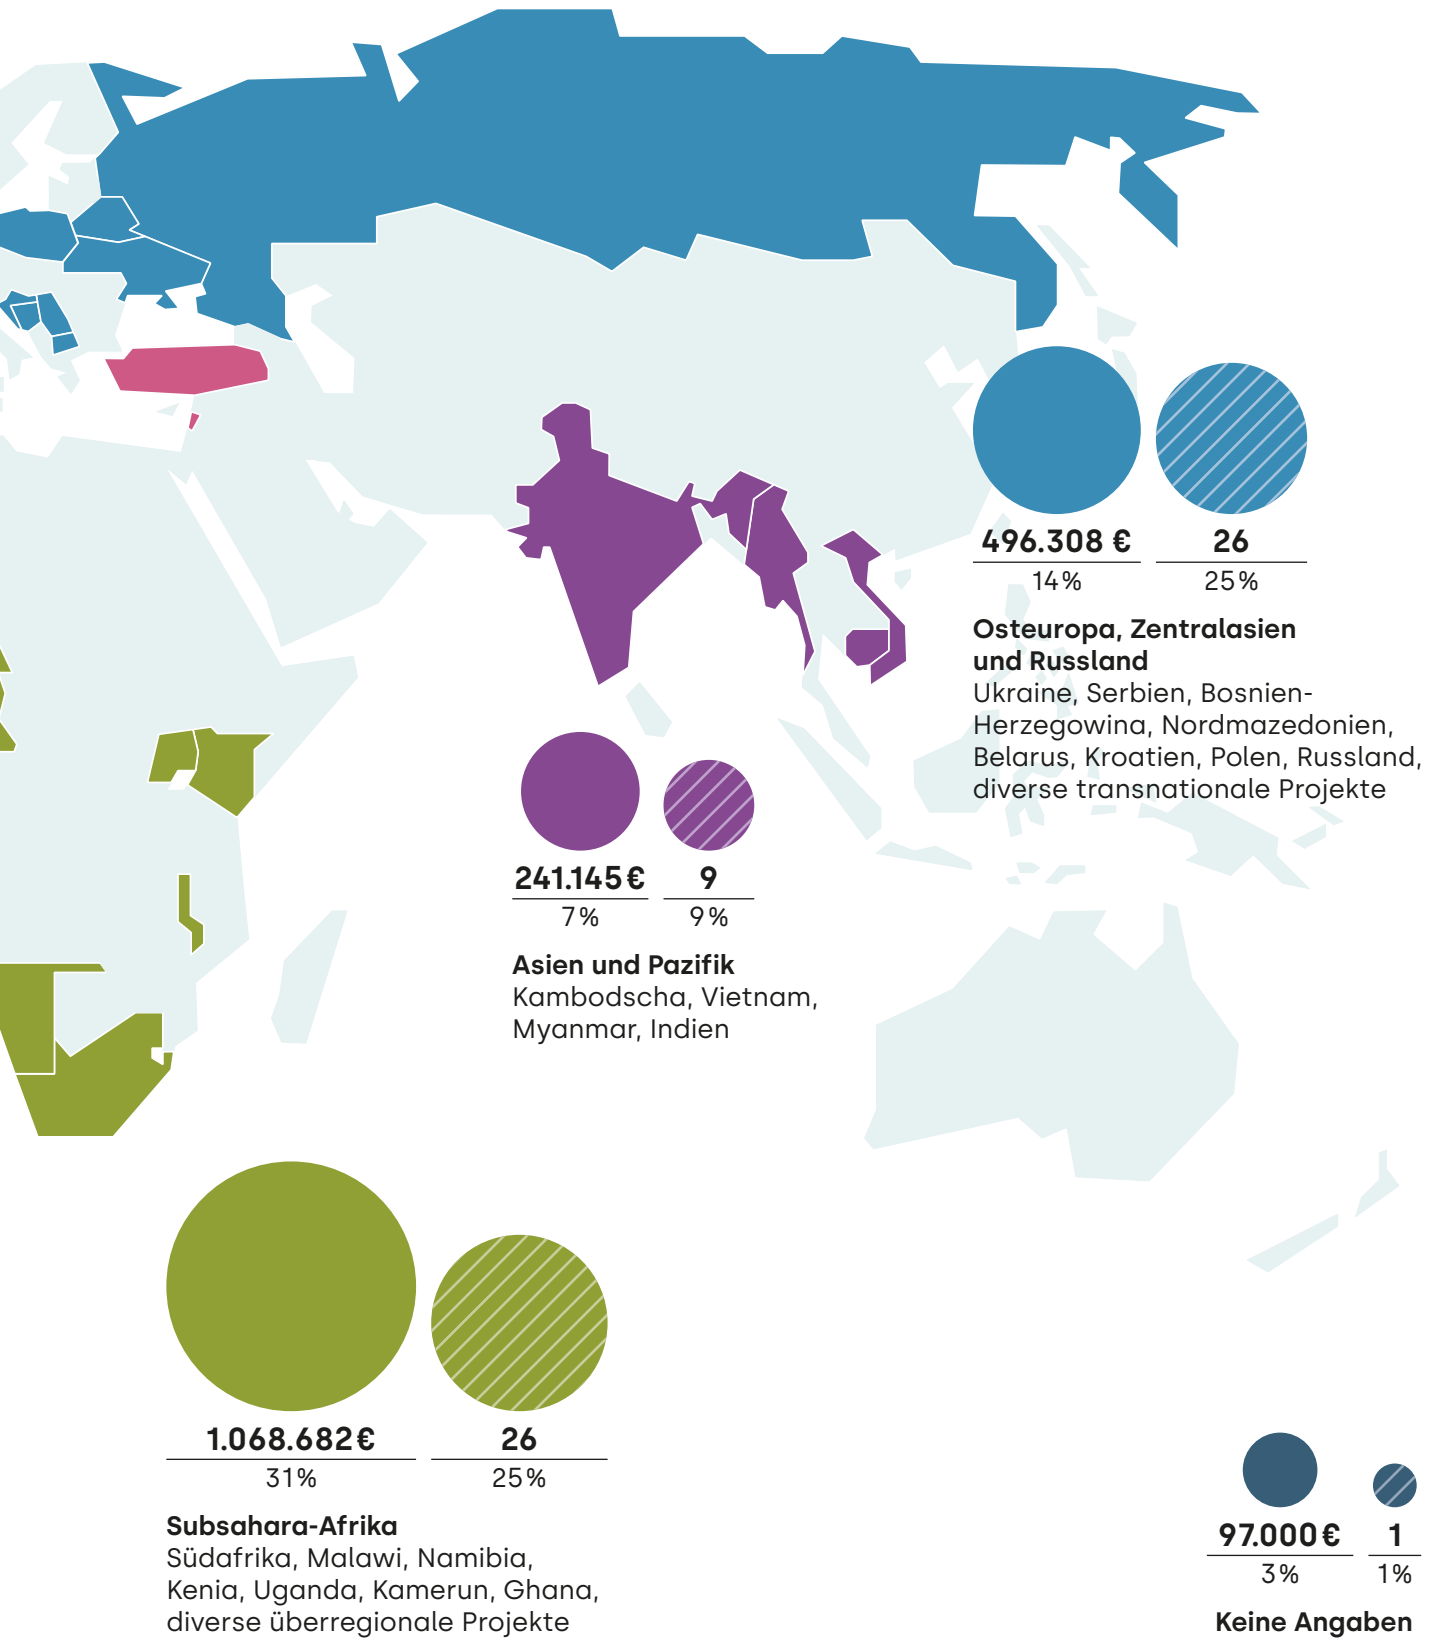 496.308 € 26
14% 25%
Osteuropa, Zentralasien
und Russland
Ukraine, Serbien, Bosnien-
Herzegowina, Nordmazedonien,
Belarus, Kroatien, Polen, Russland,
diverse transnationale Projekte
241.145 € 9
7% 9%
Asien und Pazifik
Kambodscha, Vietnam,
Myanmar, Indien
1.068.682 € 26
31% 25%
Subsahara-Afrika
Südafrika, Malawi, Namibia,
Kenia, Uganda, Kamerun, Ghana,
diverse überregionale Projekte
97.000 € 1
3% 1%
Keine Angaben